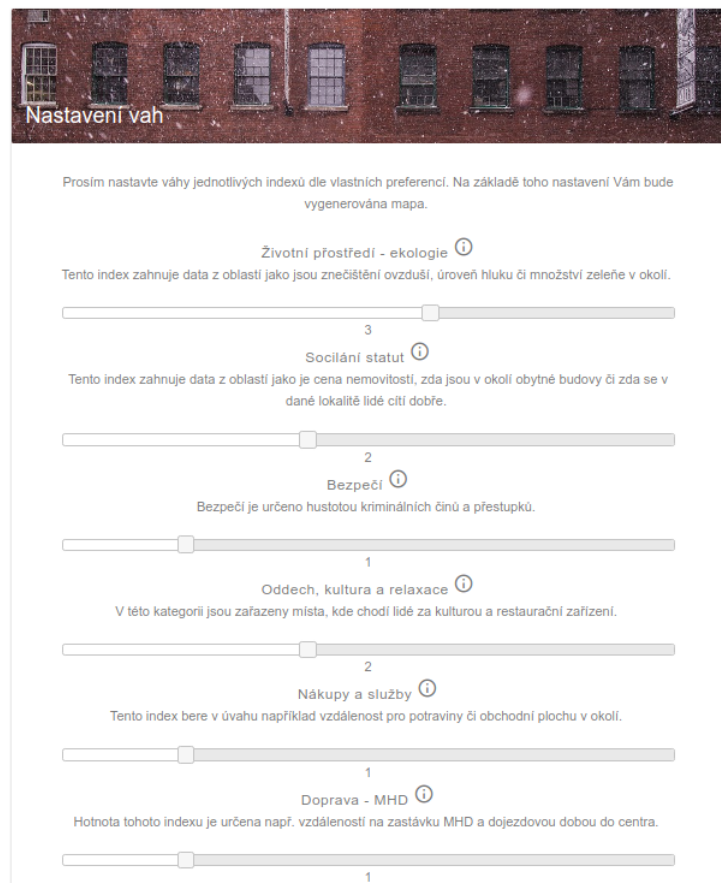 Nastavení vah
Prosím nastavte váhy jednotlivých indexů dle vlastních preferencí. Na základě toho nastavení Vám bude
vygenerována mapa.
Životní přostředí - ekologie
Tento index zahnuje data z oblastí jako jsou znečištění ovzduší, úroveň hluku či množství zeleňe v okolí.
3
Socilání statut
Tento index zahnuje data z oblastí jako je cena nemovitostí, zda jsou v okolí obytné budovy či zda se v
dané lokalitě lidé cítí dobře.
2
Bezpečí
Bezpečí je určeno hustotou kriminálních činů a přestupků.
1
Oddech, kultura a relaxace
V této kategorii jsou zařazeny místa, kde chodí lidé za kulturou a restaurační zařízení.
2
Nákupy a služby
Tento index bere v úvahu například vzdálenost pro potraviny či obchodní plochu v okolí.
1
Doprava - MHD
Hotnota tohoto indexu je určena např. vzdáleností na zastávku MHD a dojezdovou dobou do centra.
1